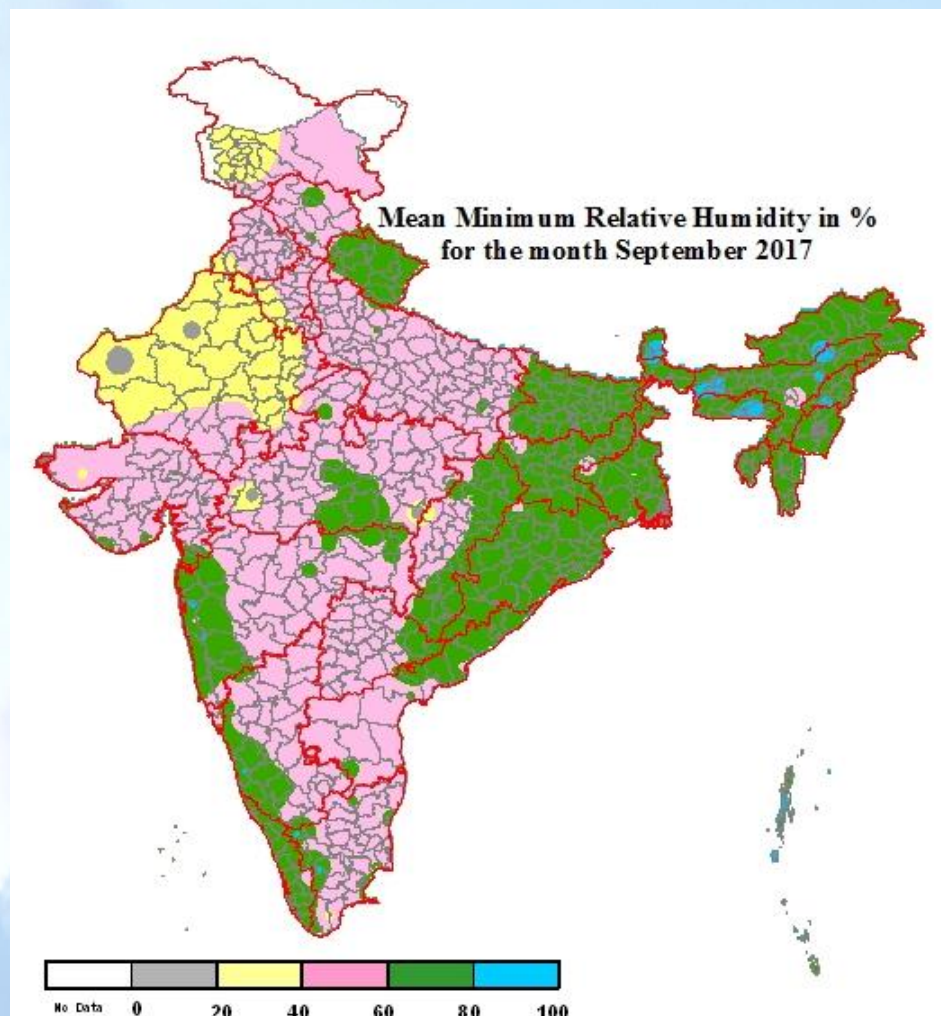 Mean Minimum Relative Humidity in %
for the month September 2017
No Data 0 20 40 60 80 100